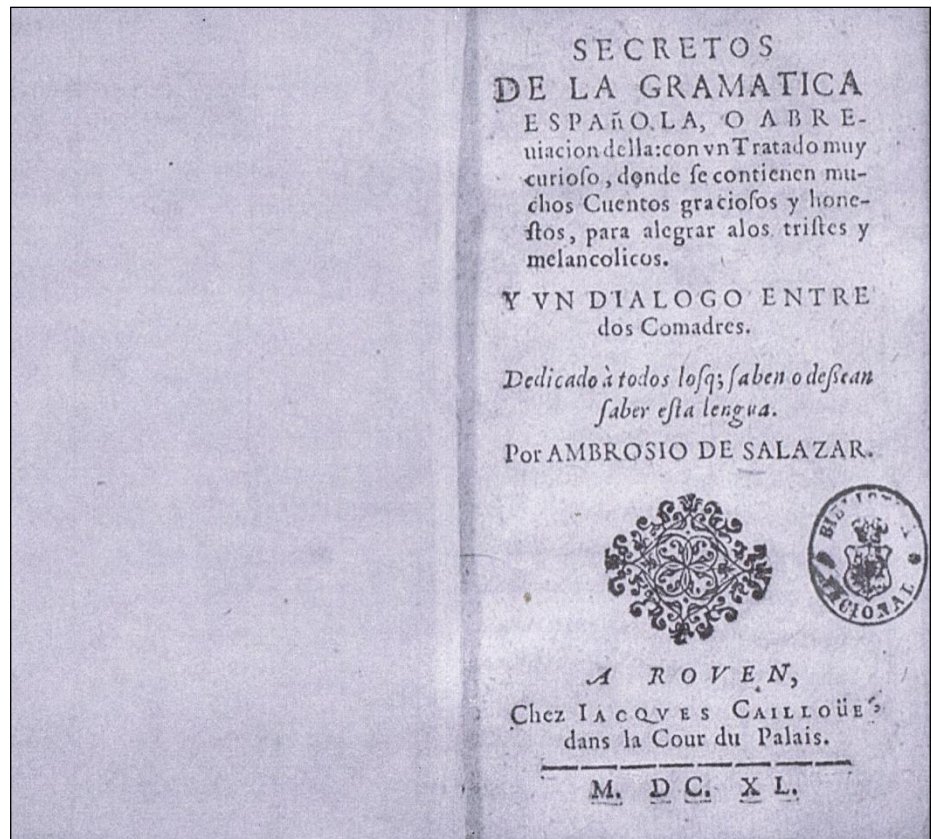 SECRETOS
DE LA GRAMATICA
ESPAñOLA, O ABRE-
uiacion della: con vn Tratado muy
curioſo, donde ſe contienen mu-
chos Cuentos gracioſos y hone-
ſtos, para alegrar alos triſtes y
melancolicos.
Y VN DIALOGO ENTRE
dos Comadres.
Dedicado à todos loſq; ſaben o deſſean
ſaber eſta lengua.
Por AMBROSIO DE SALAZAR.
BIBLIOTECA NACIONAL
A ROVEN,
Chez IACQVES CAILLOüE,
dans la Cour du Palais.
M. DC. XL.